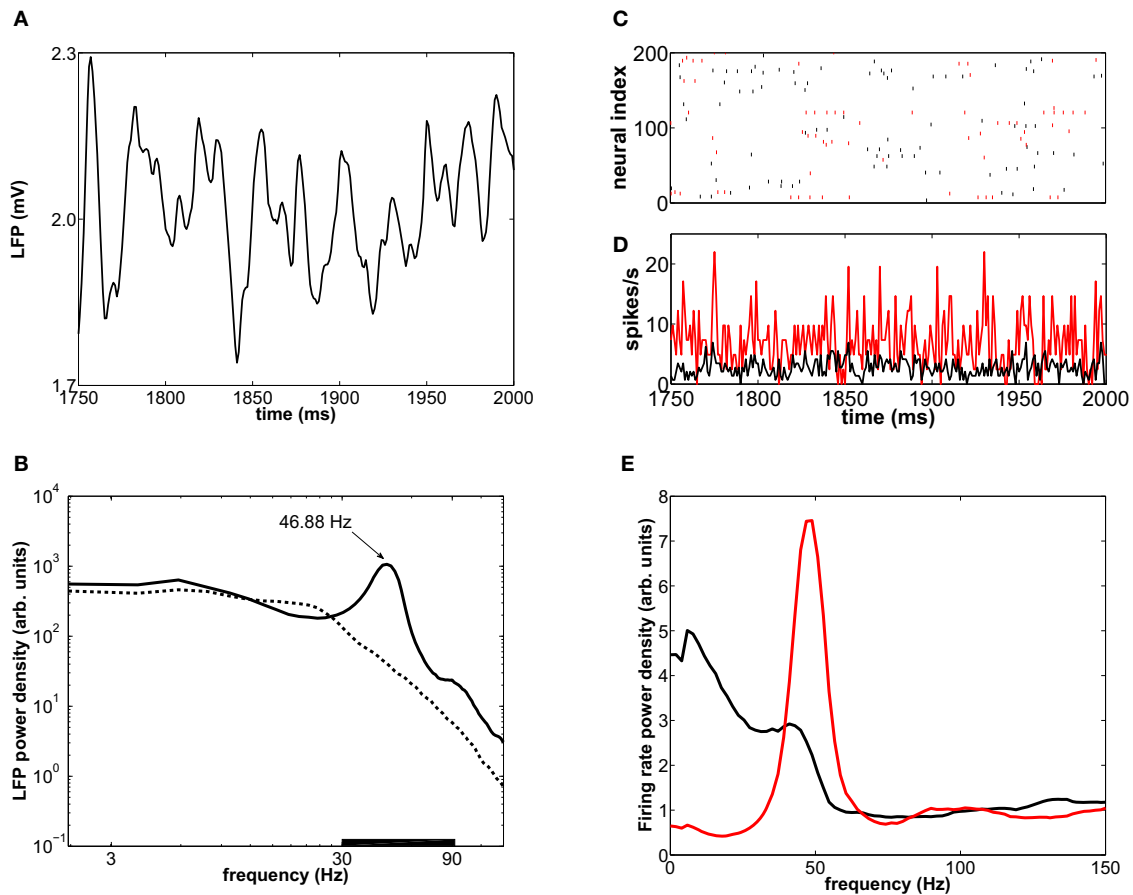 A
LFP (mV)
2.3
2.0
1.7
1750 1800 1850 1900 1950 2000
time (ms)
C
neural index
200
100
0
D
spikes/s
20
10
0
1750 1800 1850 1900 1950 2000
time (ms)
B
LFP power density (arb. units)
10^4
10^3
10^2
10^1
10^0
10^−1
46.88 Hz
3 30 90
frequency (Hz)
E
Firing rate power density (arb. units)
8
7
6
5
4
3
2
1
0
0 50 100 150
frequency (Hz)